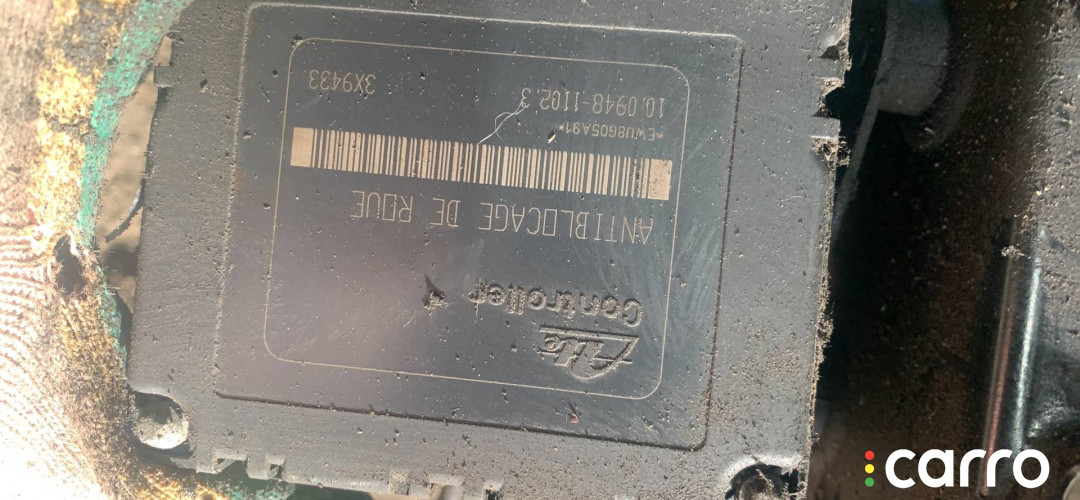 Ate
Controller
ANTIBLOCAGE DE ROUE
*EWU8605A91*
10.0948-1102.3 3X9433
carro